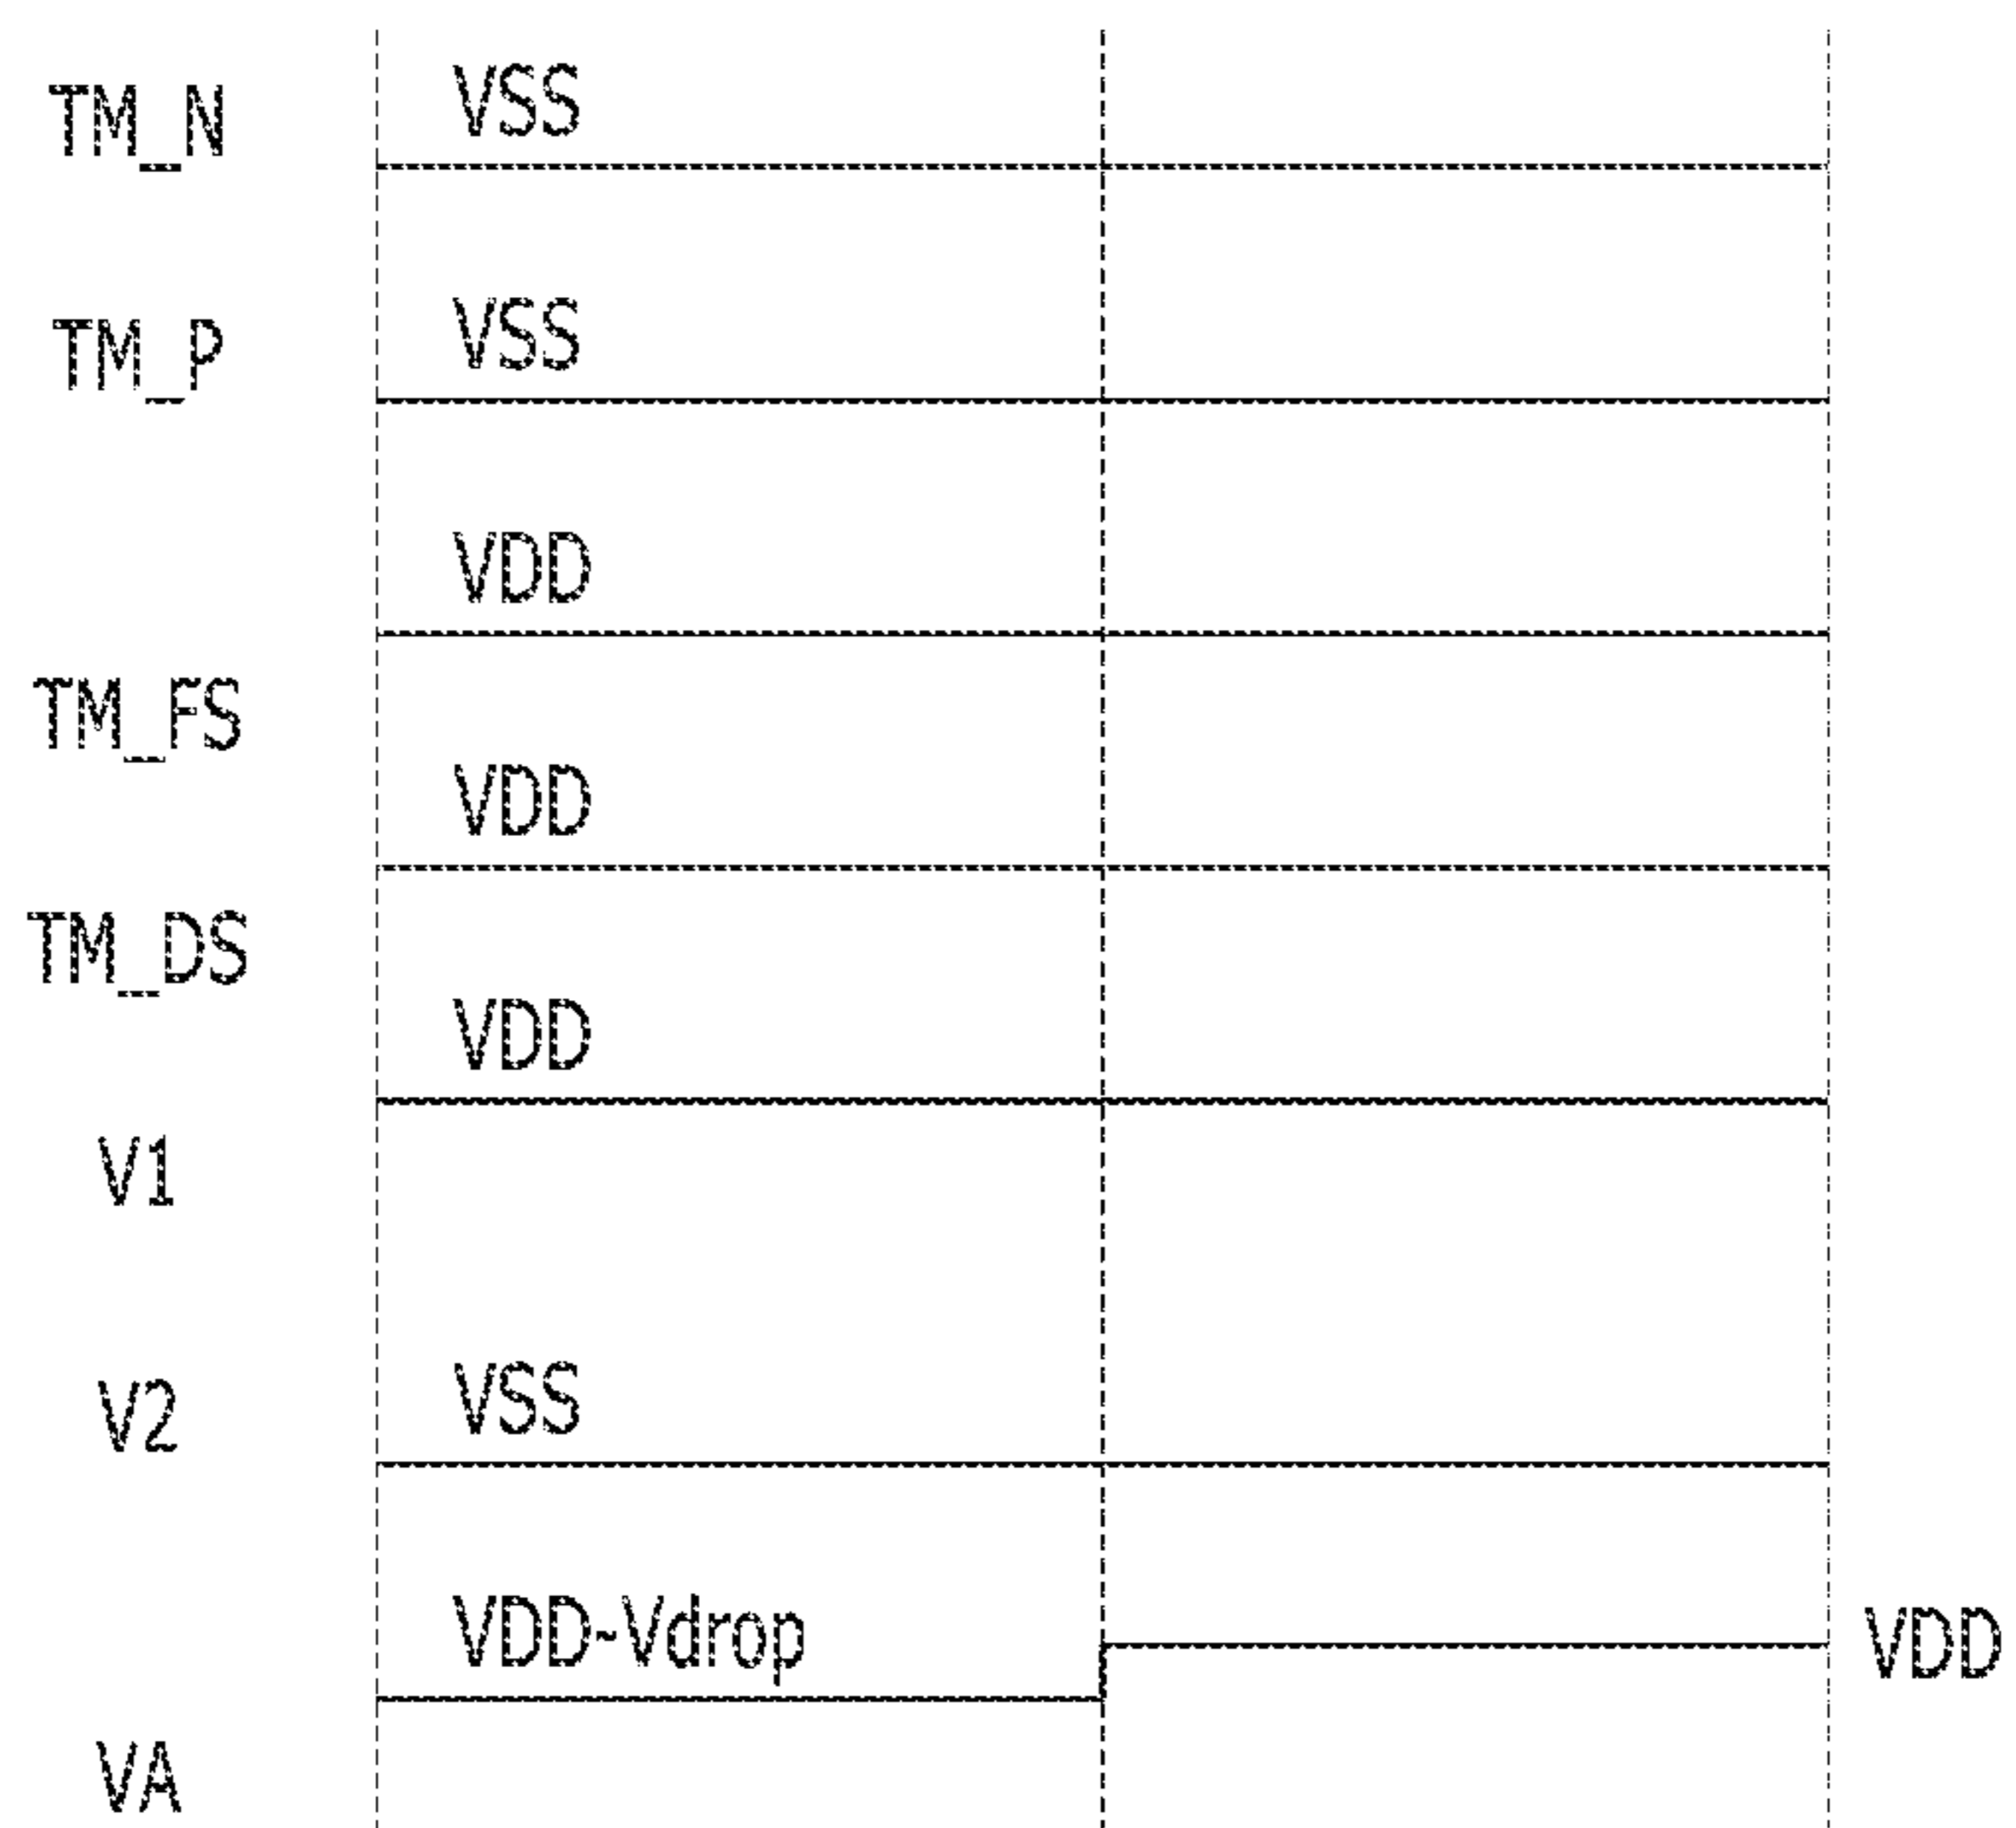 TM_N VSS
TM_P VSS
VDD
TM_FS
VDD
TM_DS
VDD
V1
V2 VSS
VDD-Vdrop VDD
VA